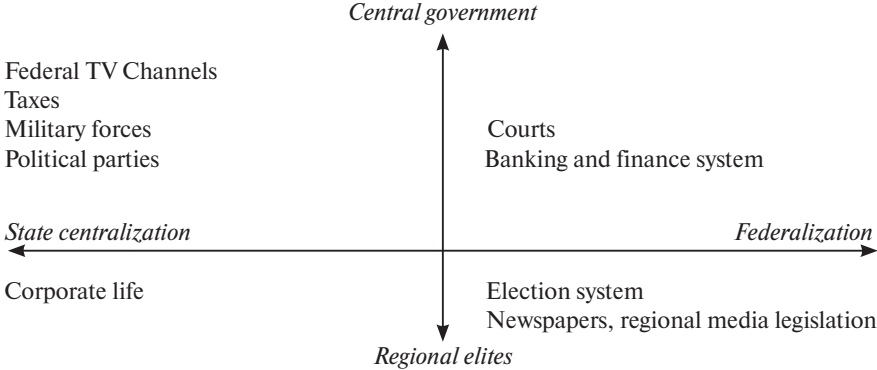 Central government
Federal TV Channels
Taxes
Military forces
Political parties
Courts
Banking and finance system
State centralization
Federalization
Corporate life
Election system
Newspapers, regional media legislation
Regional elites